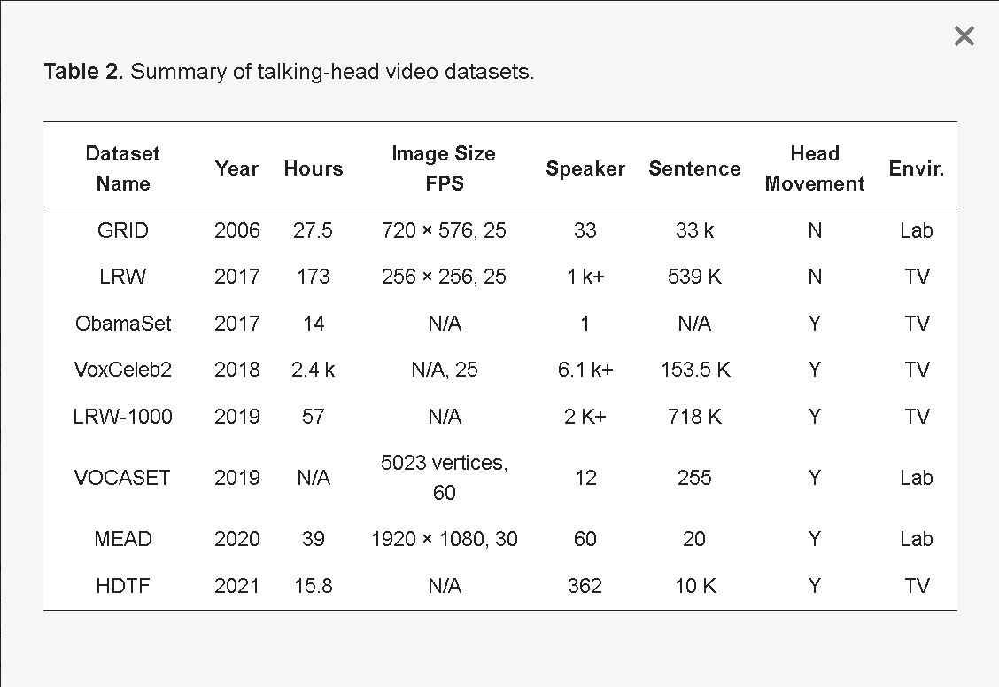 Table 2. Summary of talking-head video datasets.
Dataset Name Year Hours Image Size FPS Speaker Sentence Head Movement Envir.
GRID 2006 27.5 720 × 576, 25 33 33 k N Lab
LRW 2017 173 256 × 256, 25 1 k+ 539 K N TV
ObamaSet 2017 14 N/A 1 N/A Y TV
VoxCeleb2 2018 2.4 k N/A, 25 6.1 k+ 153.5 K Y TV
LRW-1000 2019 57 N/A 2 K+ 718 K Y TV
VOCASET 2019 N/A 5023 vertices, 60 12 255 Y Lab
MEAD 2020 39 1920 × 1080, 30 60 20 Y Lab
HDTF 2021 15.8 N/A 362 10 K Y TV